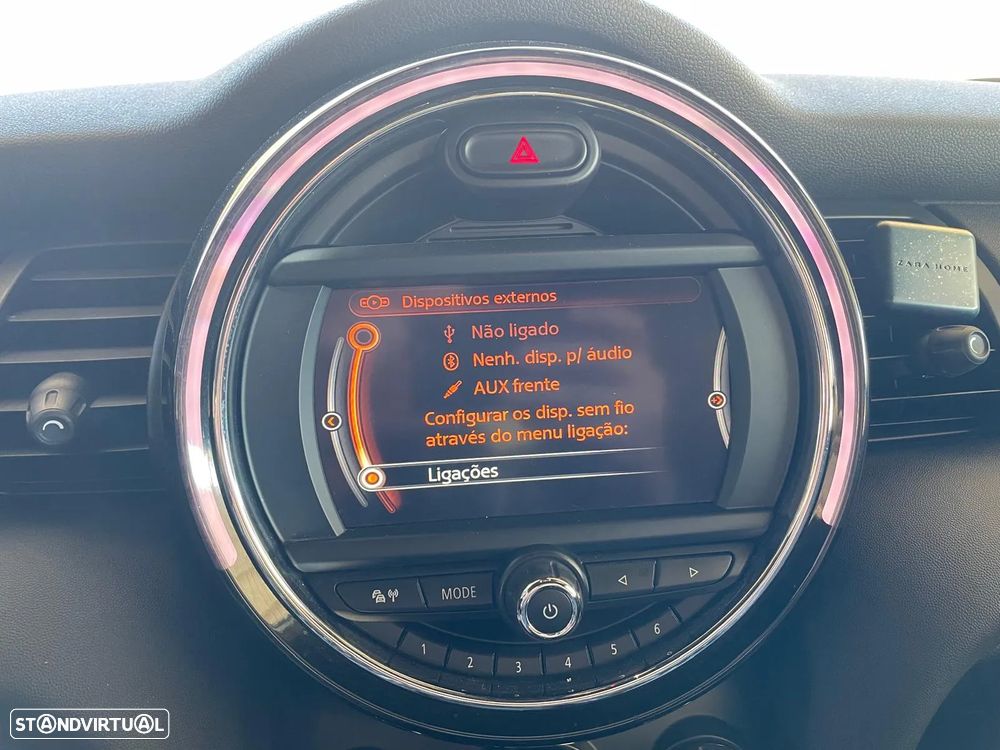 Dispositivos externos
Não ligado
Nenh. disp. p/ áudio
AUX frente
Configurar os disp. sem fio
através do menu ligação:
Ligações
ZARA HOME
MODE
1 2 3 4 5 6
STANDVIRTUAL